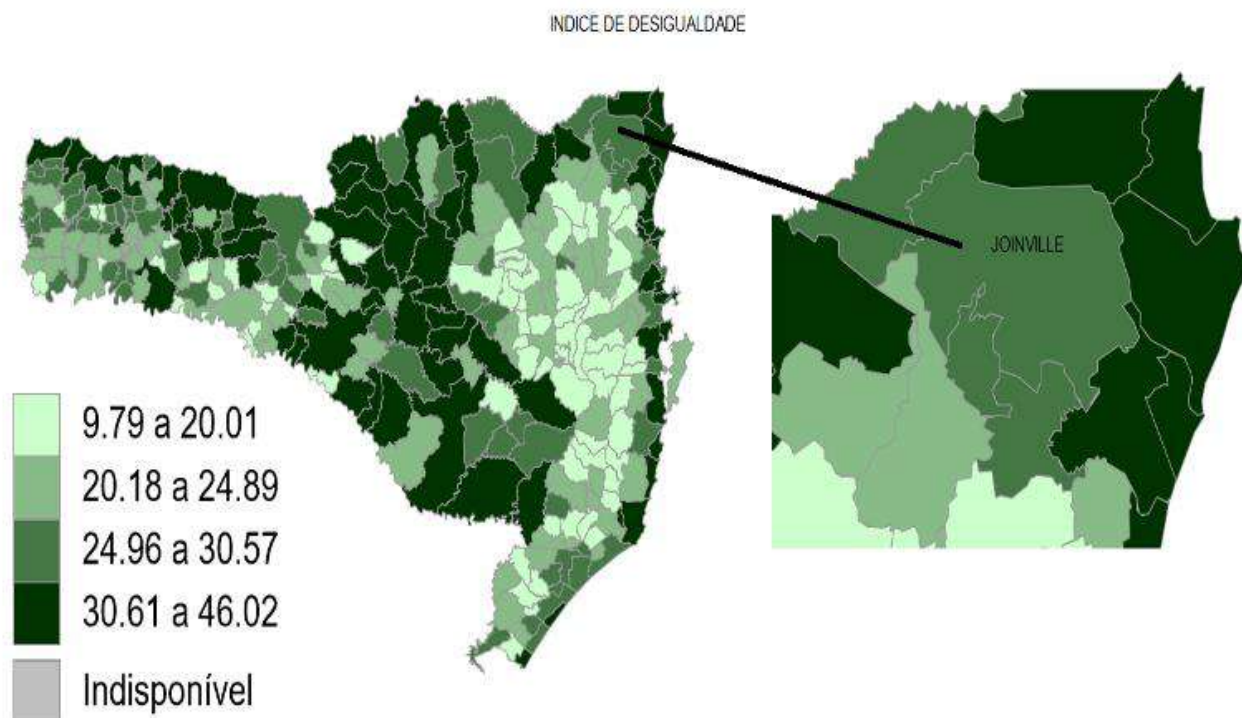 INDICE DE DESIGUALDADE
JOINVILLE
9.79 a 20.01
20.18 a 24.89
24.96 a 30.57
30.61 a 46.02
Indisponível